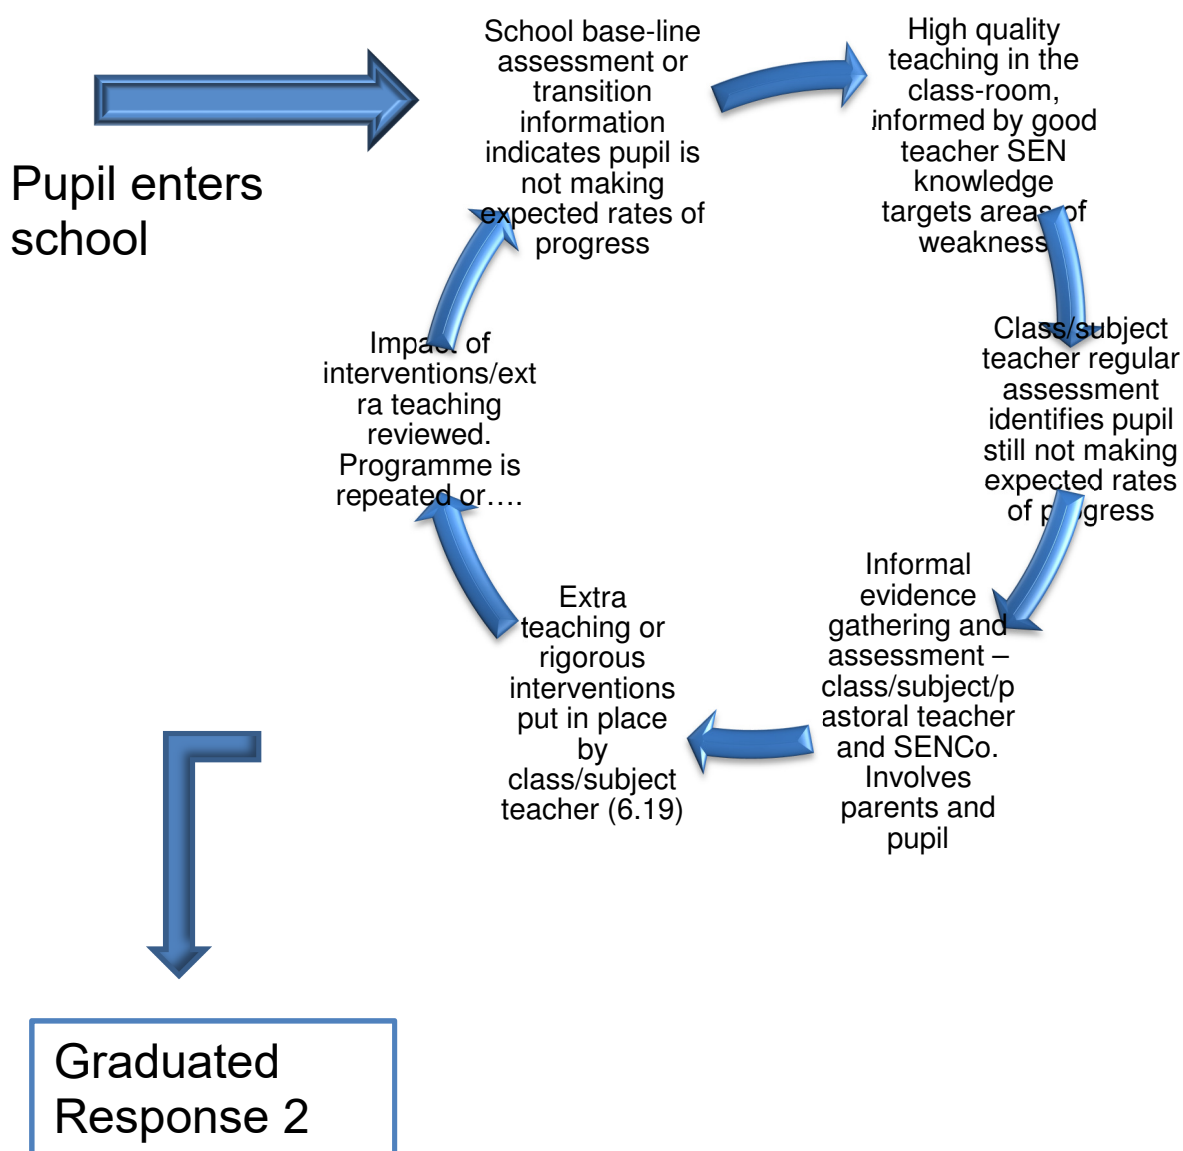 Pupil enters
school
School base-line
assessment or
transition
information
indicates pupil is
not making
expected rates of
progress
High quality
teaching in the
class-room,
informed by good
teacher SEN
knowledge
targets areas of
weakness
Class/subject
teacher regular
assessment
identifies pupil
still not making
expected rates
of progress
Informal
evidence
gathering and
assessment –
class/subject/p
astoral teacher
and SENCo.
Involves
parents and
pupil
Extra
teaching or
rigorous
interventions
put in place
by
class/subject
teacher (6.19)
Impact of
interventions/ext
ra teaching
reviewed.
Programme is
repeated or….
Graduated
Response 2